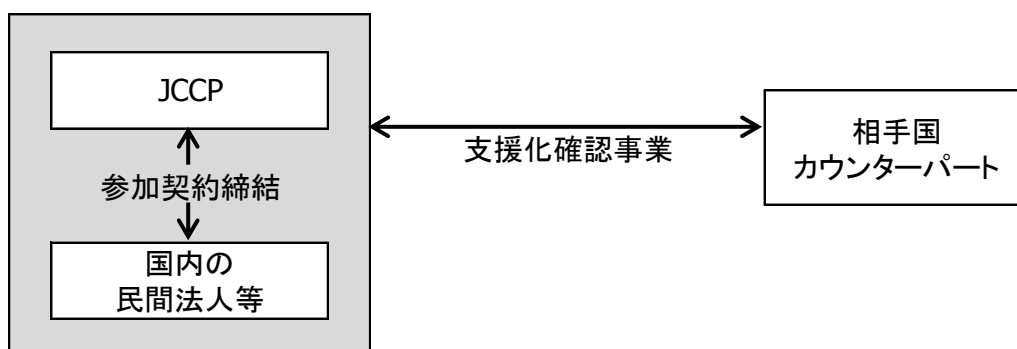 JCCP
参加契約締結
国内の
民間法人等
支援化確認事業
相手国
カウンターパート